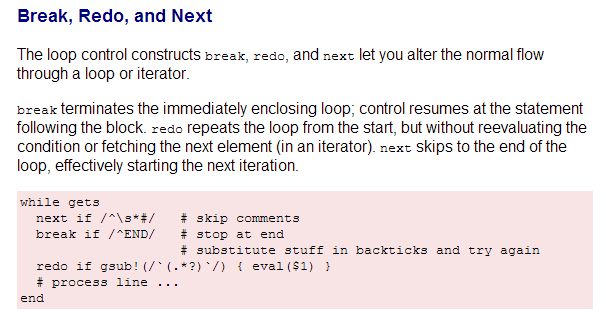 Break, Redo, and Next
The loop control constructs break, redo, and next let you alter the normal flow
through a loop or iterator.
break terminates the immediately enclosing loop; control resumes at the statement
following the block. redo repeats the loop from the start, but without reevaluating the
condition or fetching the next element (in an iterator). next skips to the end of the
loop, effectively starting the next iteration.
while gets
  next if /^\s*#/   # skip comments
  break if /^END/   # stop at end
                    # substitute stuff in backticks and try again
  redo if gsub!(/`(.*?)`/) { eval($1) }
  # process line ...
end